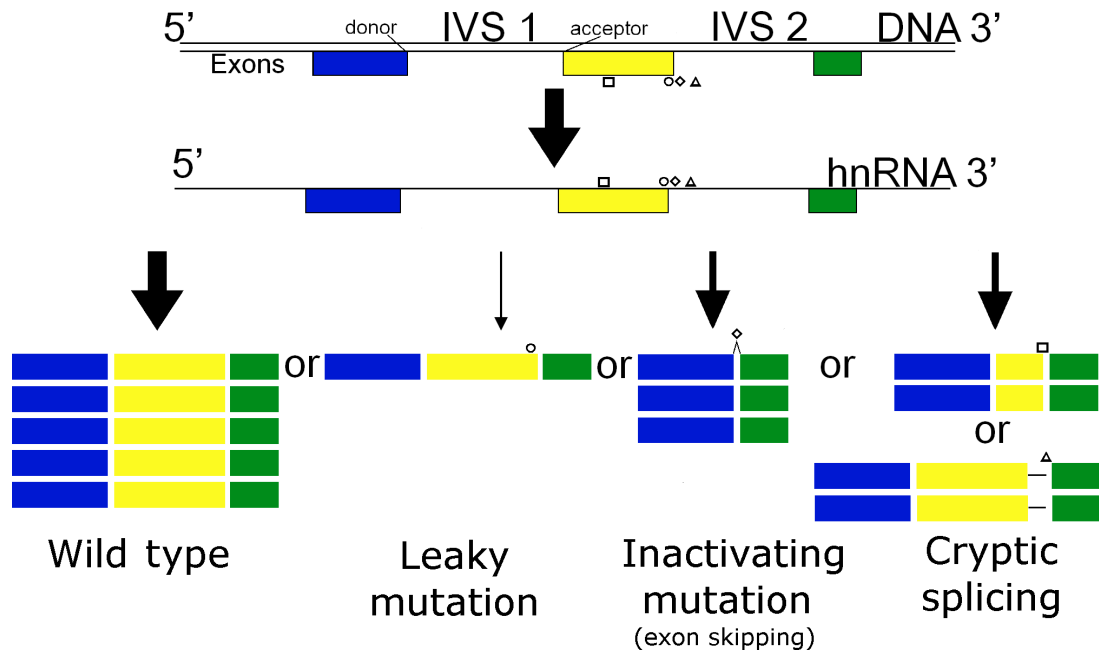 5’ IVS 1 IVS 2 DNA 3’
donor acceptor
Exons
5’ hnRNA 3’
or or or
or
Wild type
Leaky
mutation
Inactivating
mutation
(exon skipping)
Cryptic
splicing